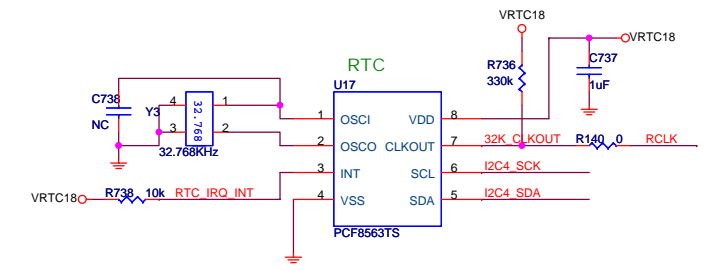 VRTC18
VRTC18
RTC
R736
330k
C737
1uF
U17
C738
NC
4
1
Y3
32.768
3
2
32.768KHz
1
OSCI
VDD
8
2
OSCO
CLKOUT
7
32K_CLKOUT
R140
0
RCLK
3
INT
SCL
6
I2C4_SCK
VRTC18
R738
10k
RTC_IRQ_INT
4
VSS
SDA
5
I2C4_SDA
PCF8563TS